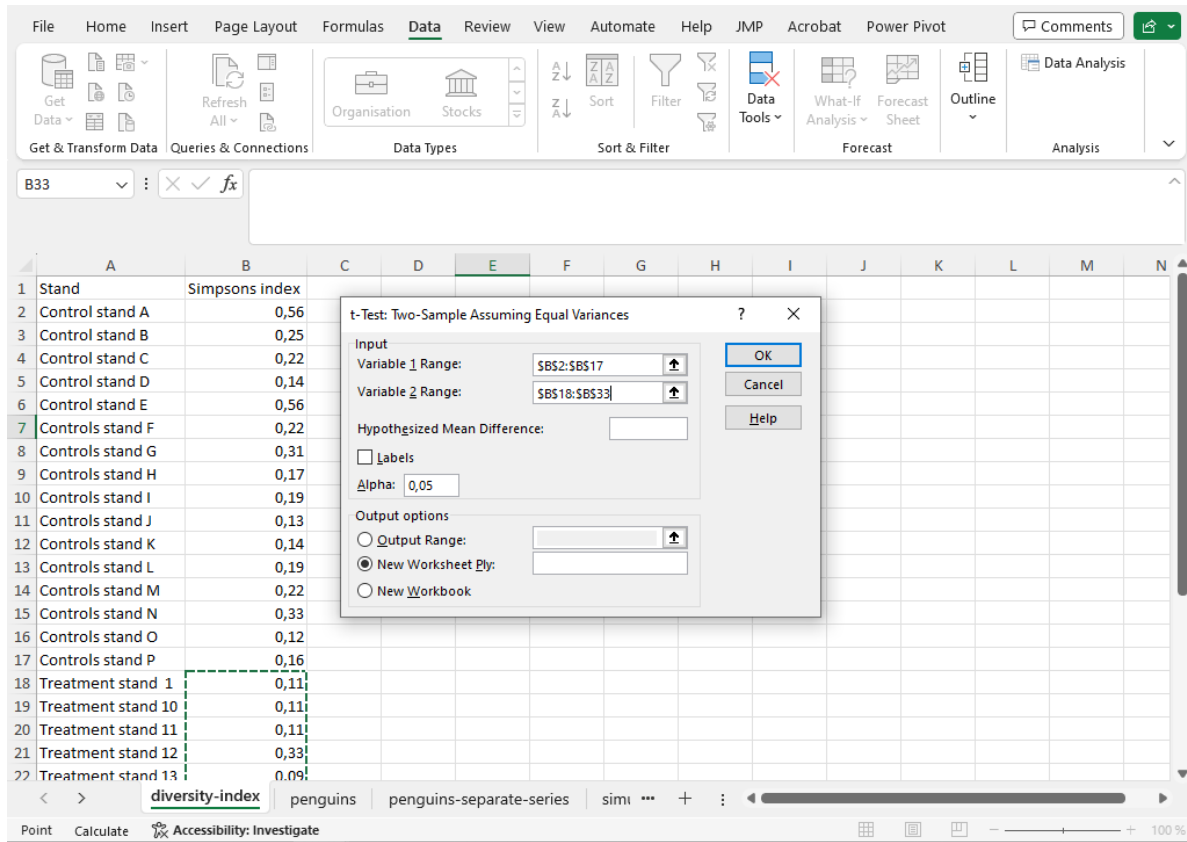 File Home Insert Page Layout Formulas Data Review View Automate Help JMP Acrobat Power Pivot Comments
Get Data
Refresh All
Organisation Stocks
Sort Filter
Data Tools
What-If Analysis
Forecast Sheet
Outline
Data Analysis
Get & Transform Data Queries & Connections Data Types Sort & Filter Forecast Analysis
B33 fx
A B C D E F G H I J K L M N
1 Stand Simpsons index
2 Control stand A 0,56
3 Control stand B 0,25
4 Control stand C 0,22
5 Control stand D 0,14
6 Control stand E 0,56
7 Controls stand F 0,22
8 Controls stand G 0,31
9 Controls stand H 0,17
10 Controls stand I 0,19
11 Controls stand J 0,13
12 Controls stand K 0,14
13 Controls stand L 0,19
14 Controls stand M 0,22
15 Controls stand N 0,33
16 Controls stand O 0,12
17 Controls stand P 0,16
18 Treatment stand 1 0,11
19 Treatment stand 10 0,11
20 Treatment stand 11 0,11
21 Treatment stand 12 0,33
22 Treatment stand 13 0,09
t-Test: Two-Sample Assuming Equal Variances ?
Input
Variable 1 Range: $B$2:$B$17
Variable 2 Range: $B$18:$B$33
Hypothesized Mean Difference:
Labels
Alpha: 0,05
Output options
Output Range:
New Worksheet Ply:
New Workbook
OK
Cancel
Help
diversity-index penguins penguins-separate-series simu ••• +
Point Calculate Accessibility: Investigate 100 %